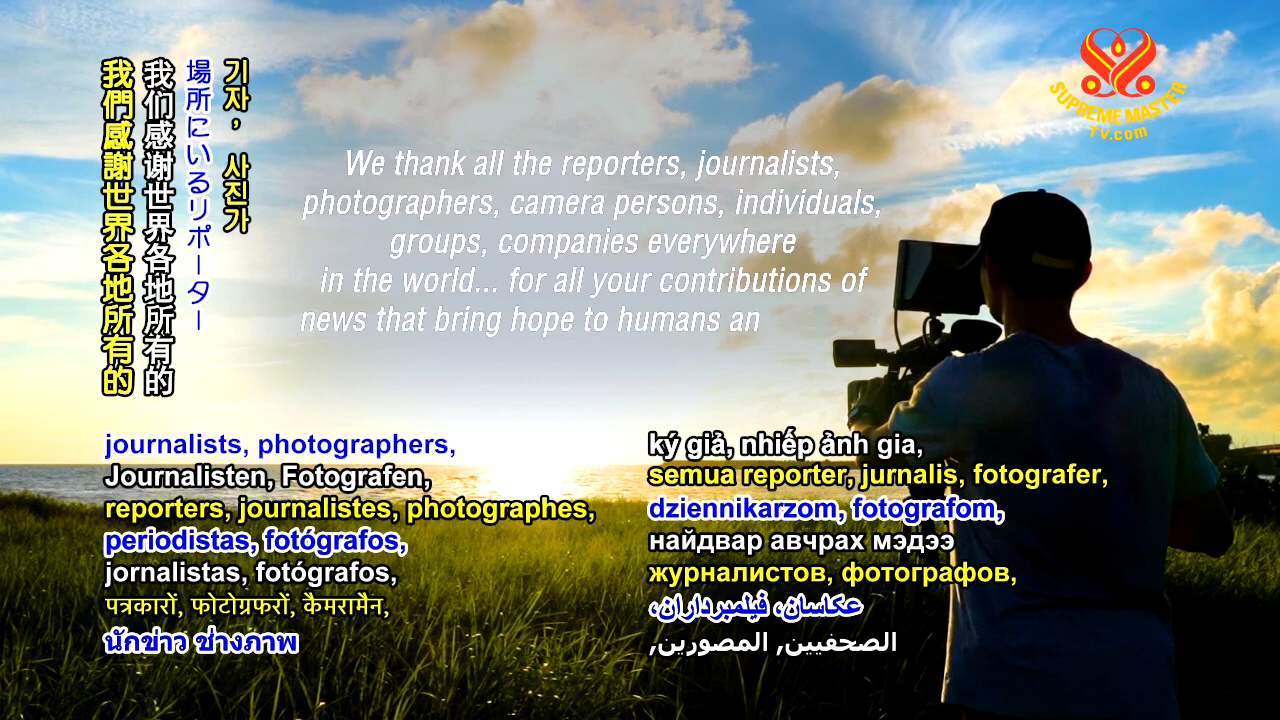 我們感謝世界各地所有的
我们感谢世界各地所有的
場所にいるリポーター
기자, 사진가
SUPREME MASTER
TV.com
We thank all the reporters, journalists,
photographers, camera persons, individuals,
groups, companies everywhere
in the world... for all your contributions of
news that bring hope to humans an
journalists, photographers,
Journalisten, Fotografen,
reporters, journalistes, photographes,
periodistas, fotógrafos,
jornalistas, fotógrafos,
पत्रकारों, फोटोग्रफरों, कैमरामैन,
นักข่าว ช่างภาพ
ký giả, nhiếp ảnh gia,
semua reporter, jurnalis, fotografer,
dziennikarzom, fotografom,
найдвар авчрах мэдээ
журналистов, фотографов,
عکاسان، فیلمبرداران،
الصحفيين, المصورين,